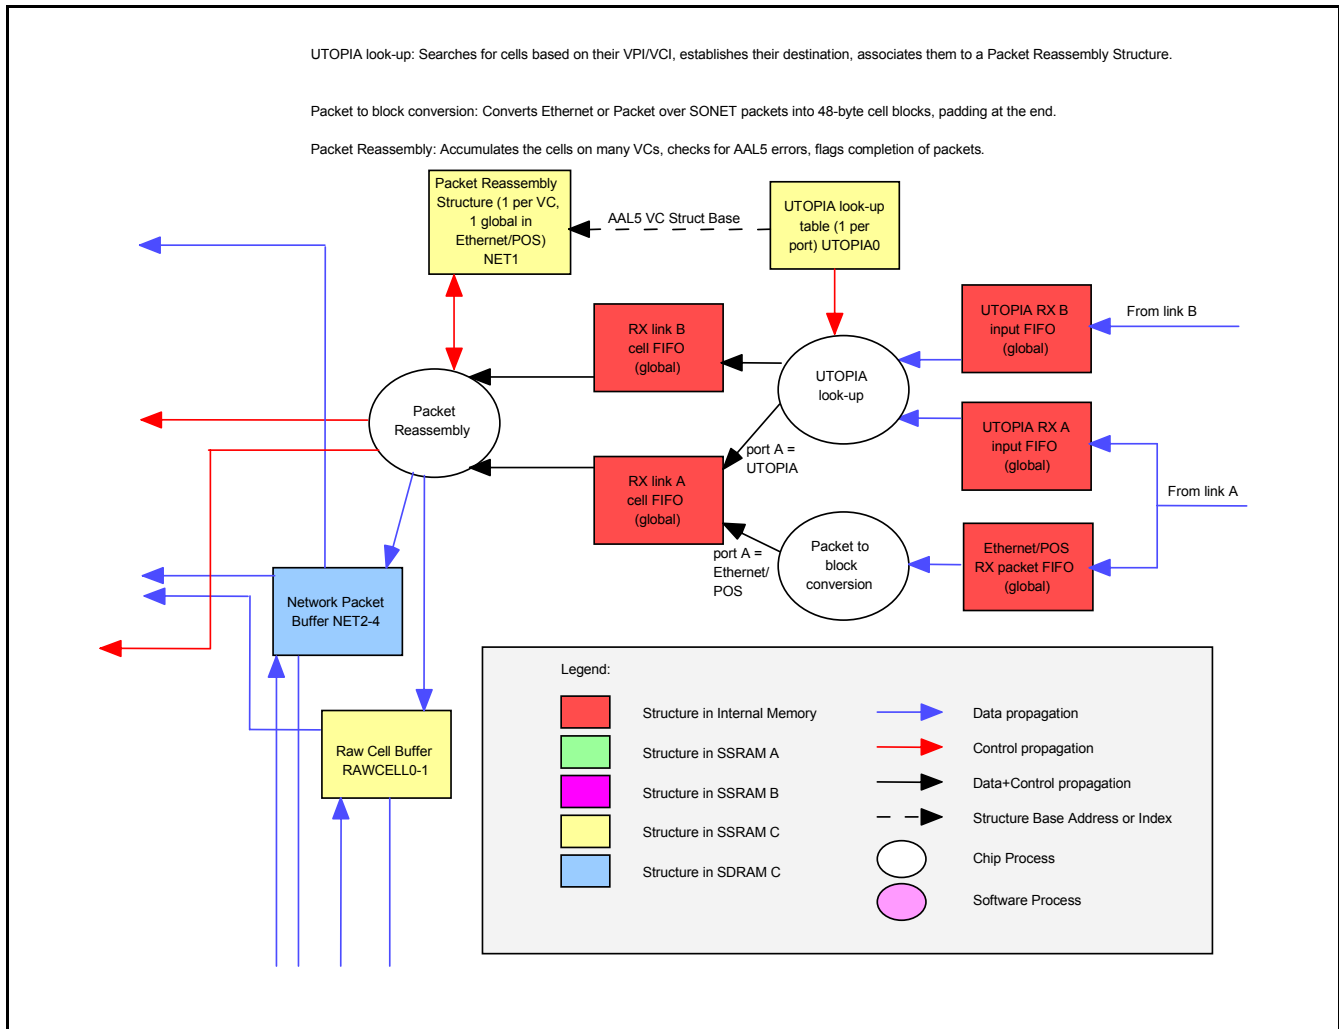 UTOPIA look-up: Searches for cells based on their VPI/VCI, establishes their destination, associates them to a Packet Reassembly Structure.
Packet to block conversion: Converts Ethernet or Packet over SONET packets into 48-byte cell blocks, padding at the end.
Packet Reassembly: Accumulates the cells on many VCs, checks for AAL5 errors, flags completion of packets.
Packet Reassembly
Structure (1 per VC,
1 global in
Ethernet/POS)
NET1
AAL5 VC Struct Base
UTOPIA look-up
table (1 per
port) UTOPIA0
RX link B
cell FIFO
(global)
UTOPIA RX B
input FIFO
(global)
From link B
UTOPIA
look-up
Packet
Reassembly
UTOPIA RX A
input FIFO
(global)
port A =
UTOPIA
RX link A
cell FIFO
(global)
From link A
port A =
Ethernet/
POS
Packet to
block
conversion
Ethernet/POS
RX packet FIFO
(global)
Network Packet
Buffer NET2-4
Raw Cell Buffer
RAWCELL0-1
Legend:
Structure in Internal Memory
Structure in SSRAM A
Structure in SSRAM B
Structure in SSRAM C
Structure in SDRAM C
Data propagation
Control propagation
Data+Control propagation
Structure Base Address or Index
Chip Process
Software Process